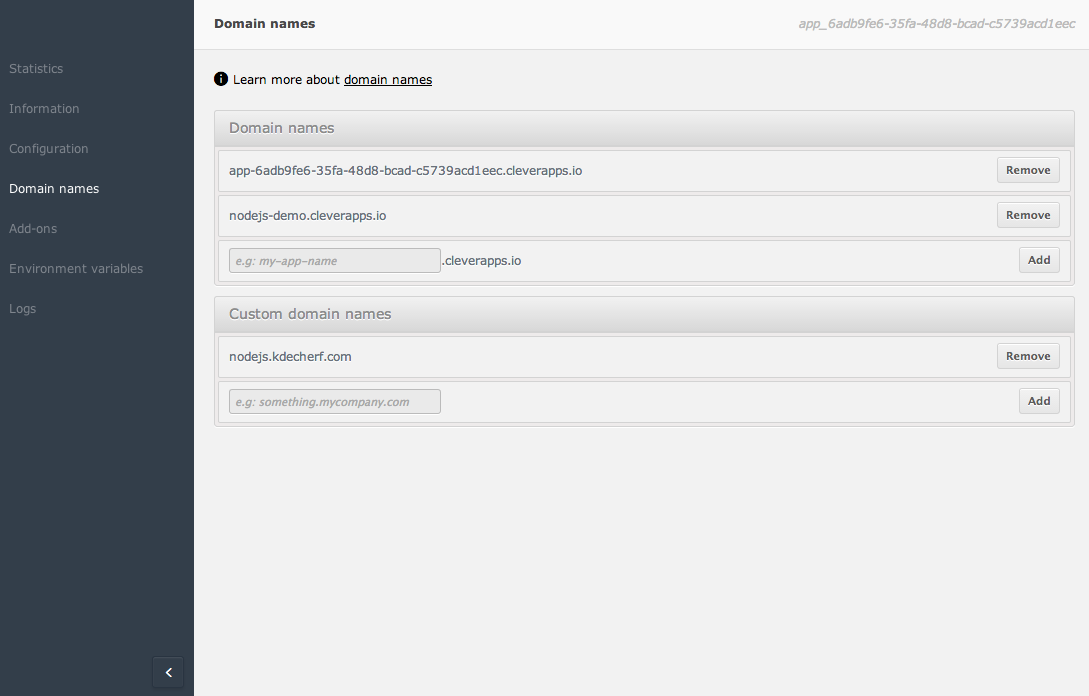 Domain names
app_6adb9fe6-35fa-48d8-bcad-c5739acd1eec
Statistics
Information
Configuration
Domain names
Add-ons
Environment variables
Logs
Learn more about domain names
Domain names
app-6adb9fe6-35fa-48d8-bcad-c5739acd1eec.cleverapps.io
Remove
nodejs-demo.cleverapps.io
Remove
e.g: my-app-name .cleverapps.io
Add
Custom domain names
nodejs.kdecherf.com
Remove
e.g: something.mycompany.com
Add